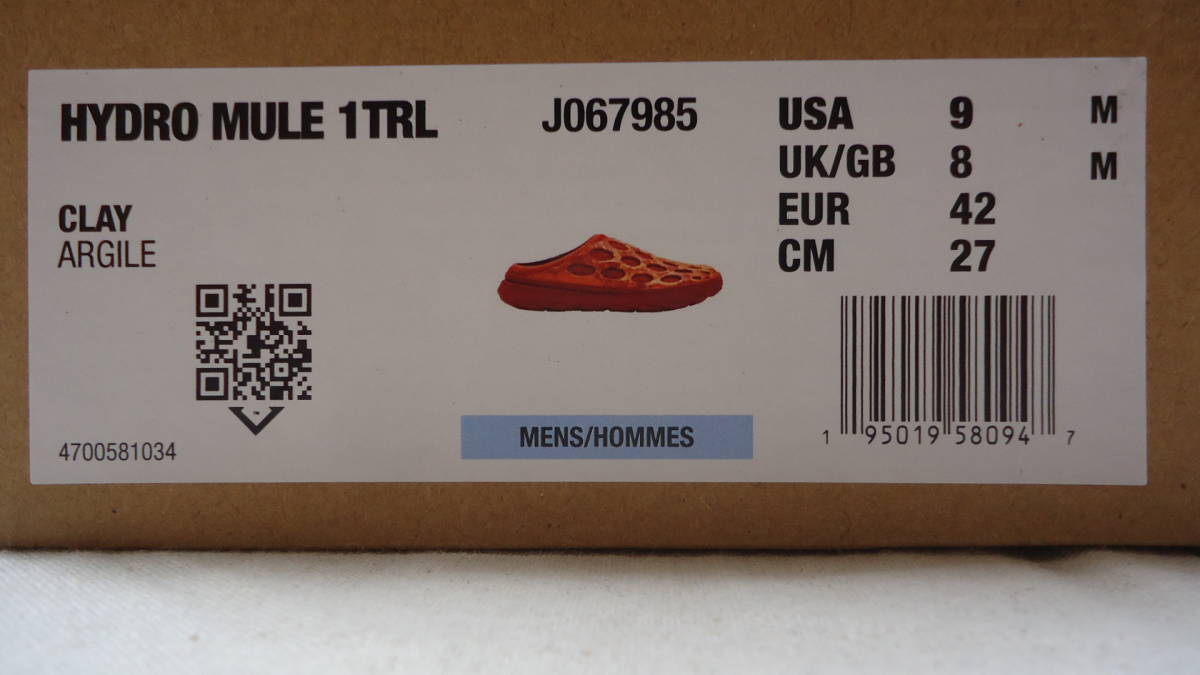 HYDRO MULE 1TRL J067985
USA 9 M
UK/GB 8 M
EUR 42
CM 27
CLAY
ARGILE
4700581034
MENS/HOMMES
1 95019 58094 7